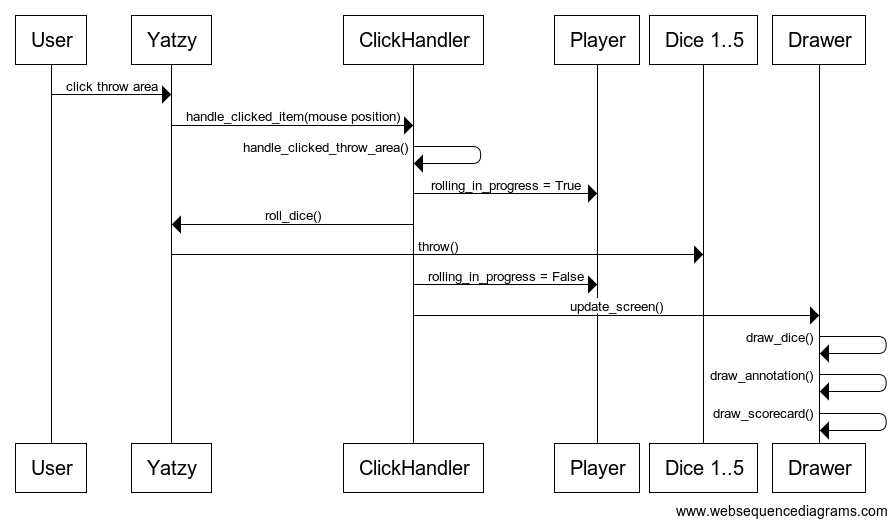 User Yatzy ClickHandler Player Dice 1..5 Drawer
click throw area
handle_clicked_item(mouse position)
handle_clicked_throw_area()
rolling_in_progress = True
roll_dice()
throw()
rolling_in_progress = False
update_screen()
draw_dice()
draw_annotation()
draw_scorecard()
User Yatzy ClickHandler Player Dice 1..5 Drawer
www.websequencediagrams.com